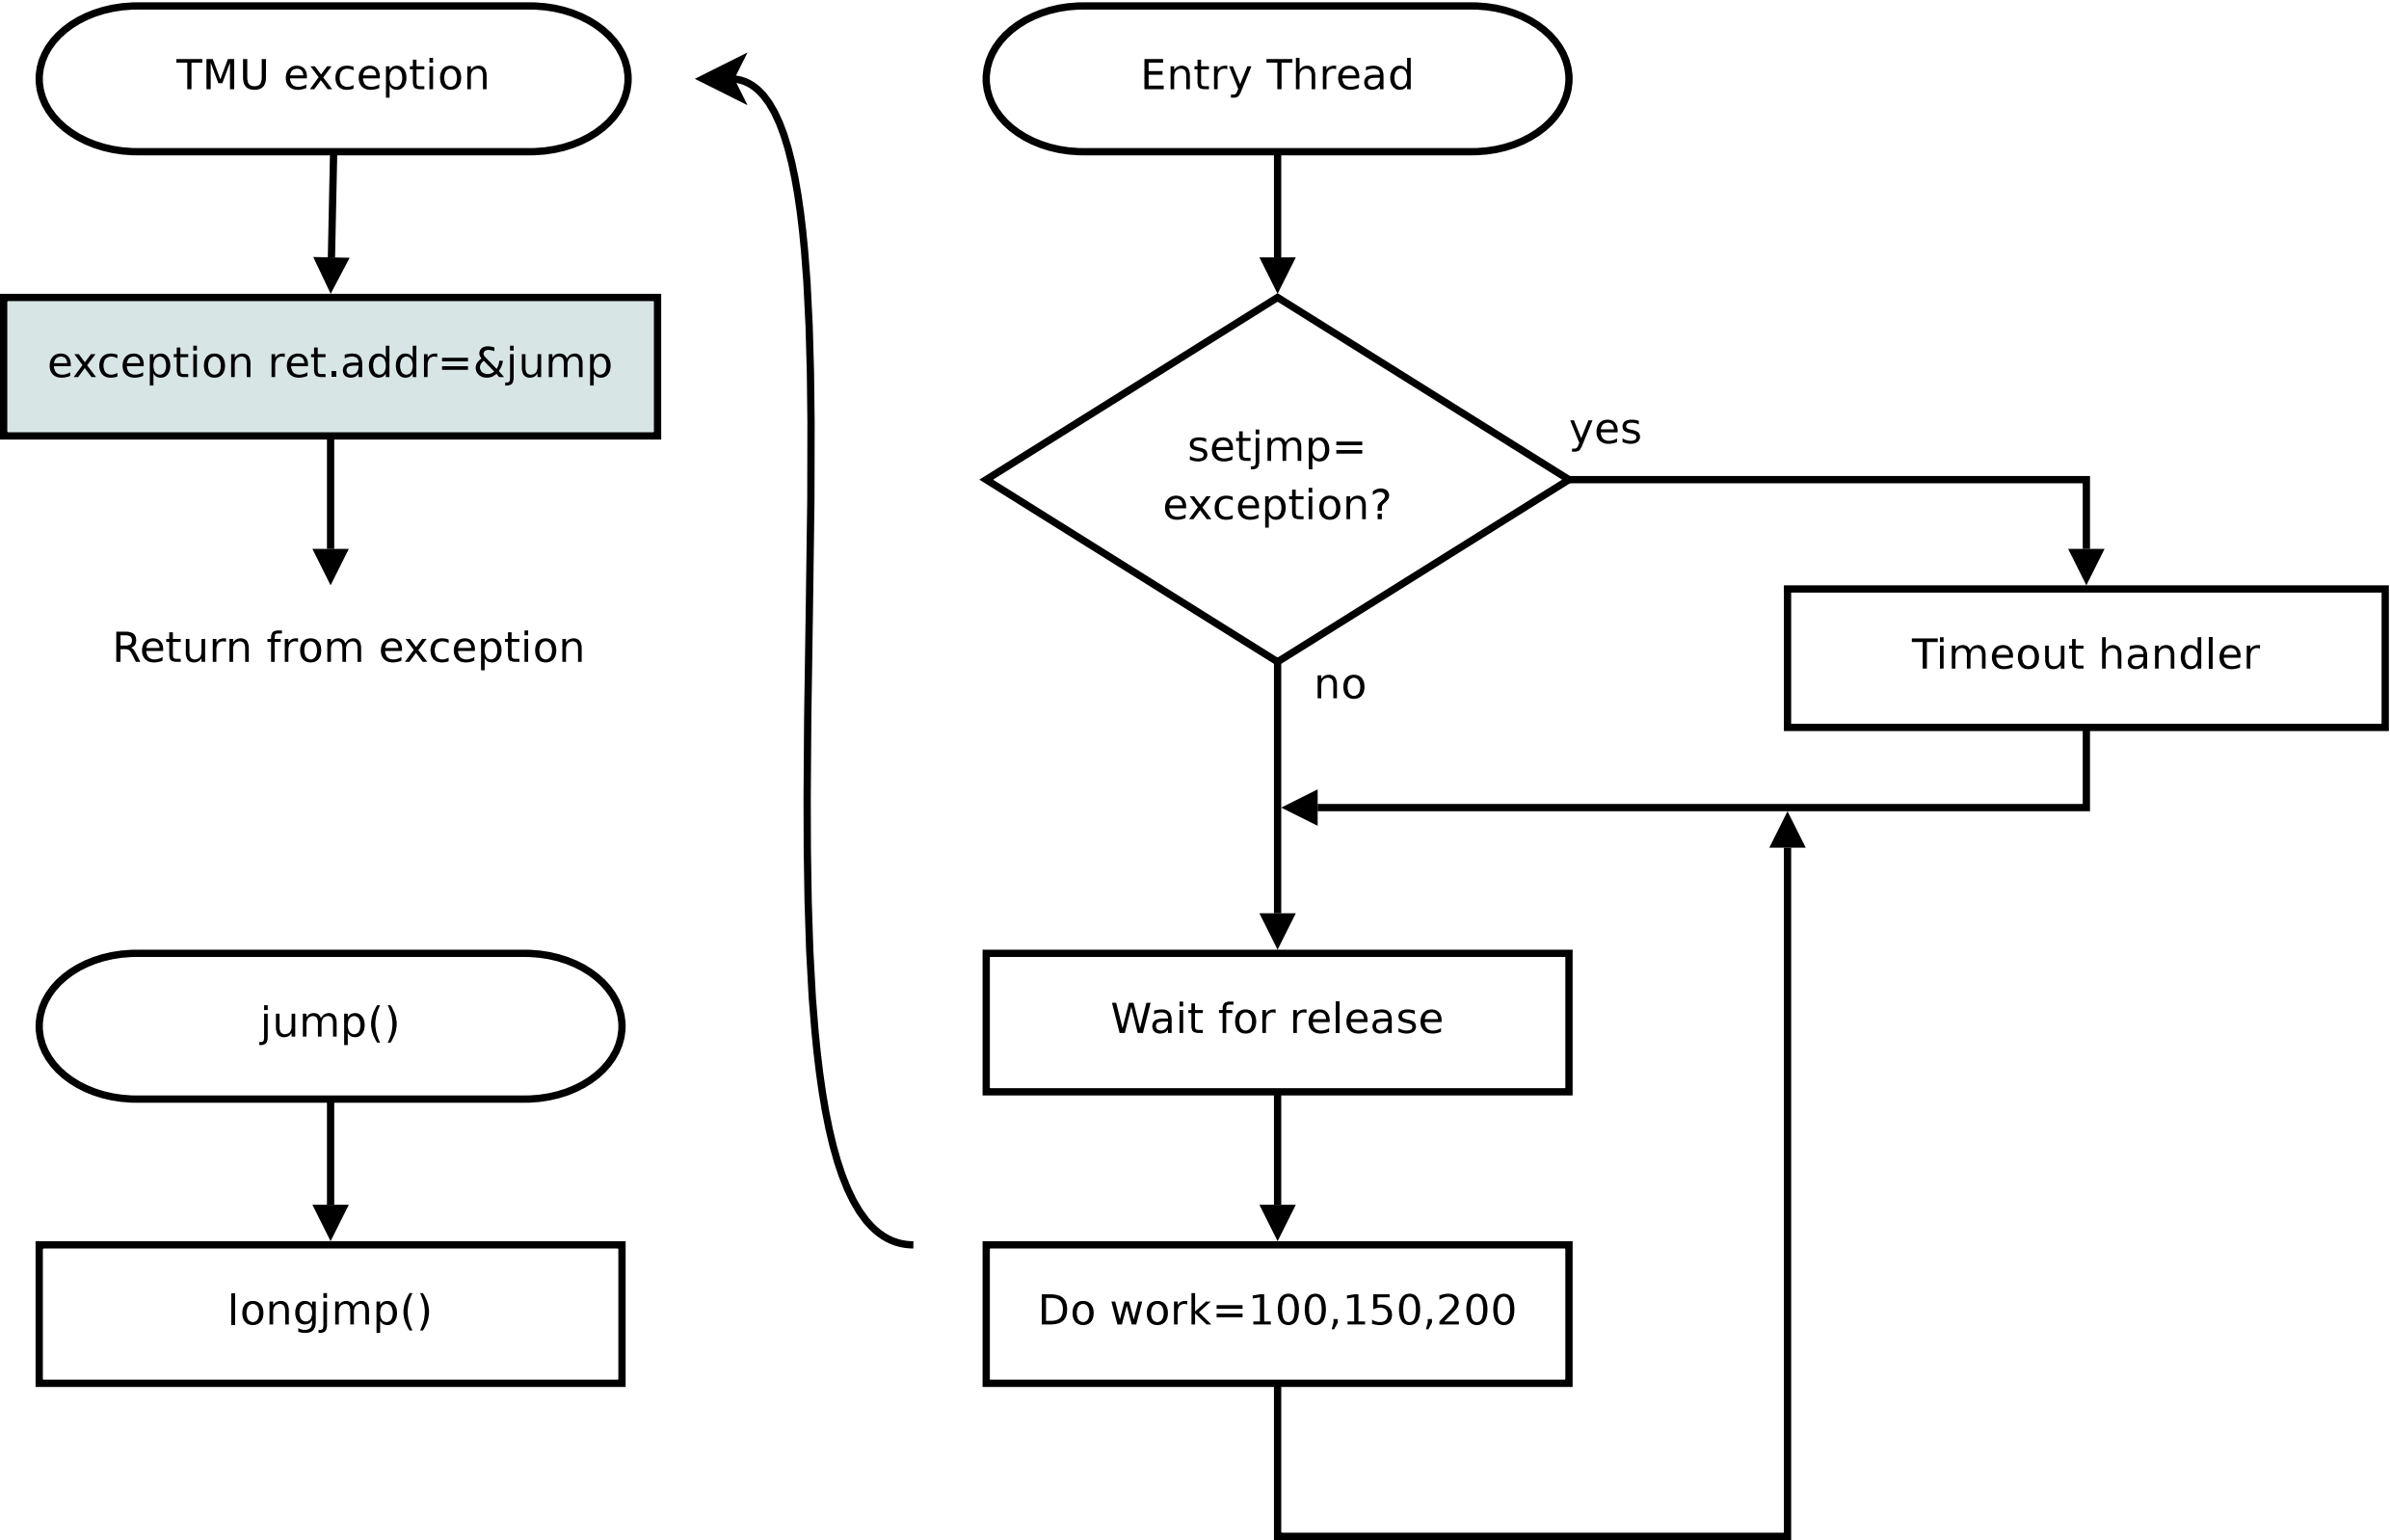 TMU exception
exception ret.addr=&jump
Return from exception
jump()
longjmp()
Entry Thread
setjmp=
exception?
yes
no
Timeout handler
Wait for release
Do work=100,150,200